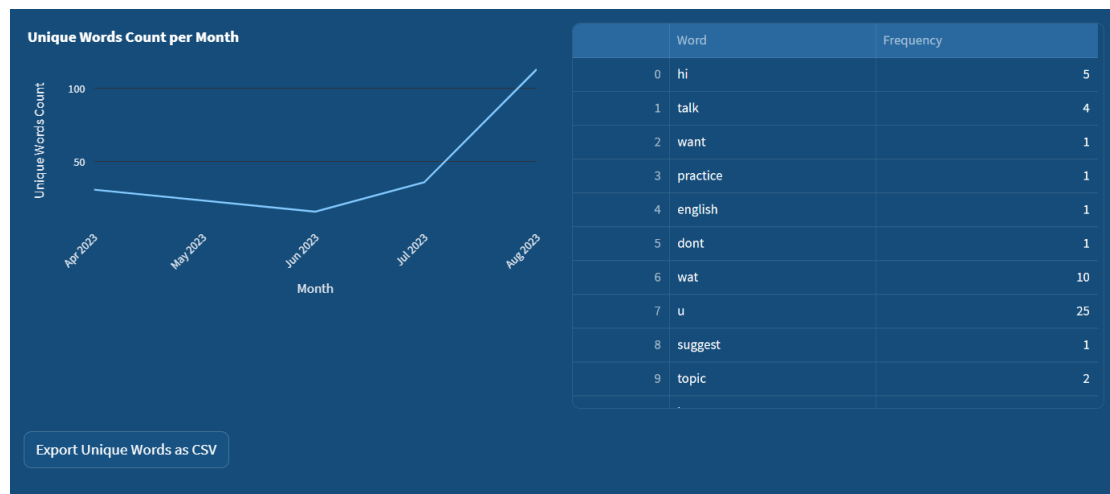 Unique Words Count per Month
Unique Words Count
100
50
Apr 2023
May 2023
Jun 2023
Jul 2023
Aug 2023
Month
Word Frequency
0 hi 5
1 talk 4
2 want 1
3 practice 1
4 english 1
5 dont 1
6 wat 10
7 u 25
8 suggest 1
9 topic 2
Export Unique Words as CSV